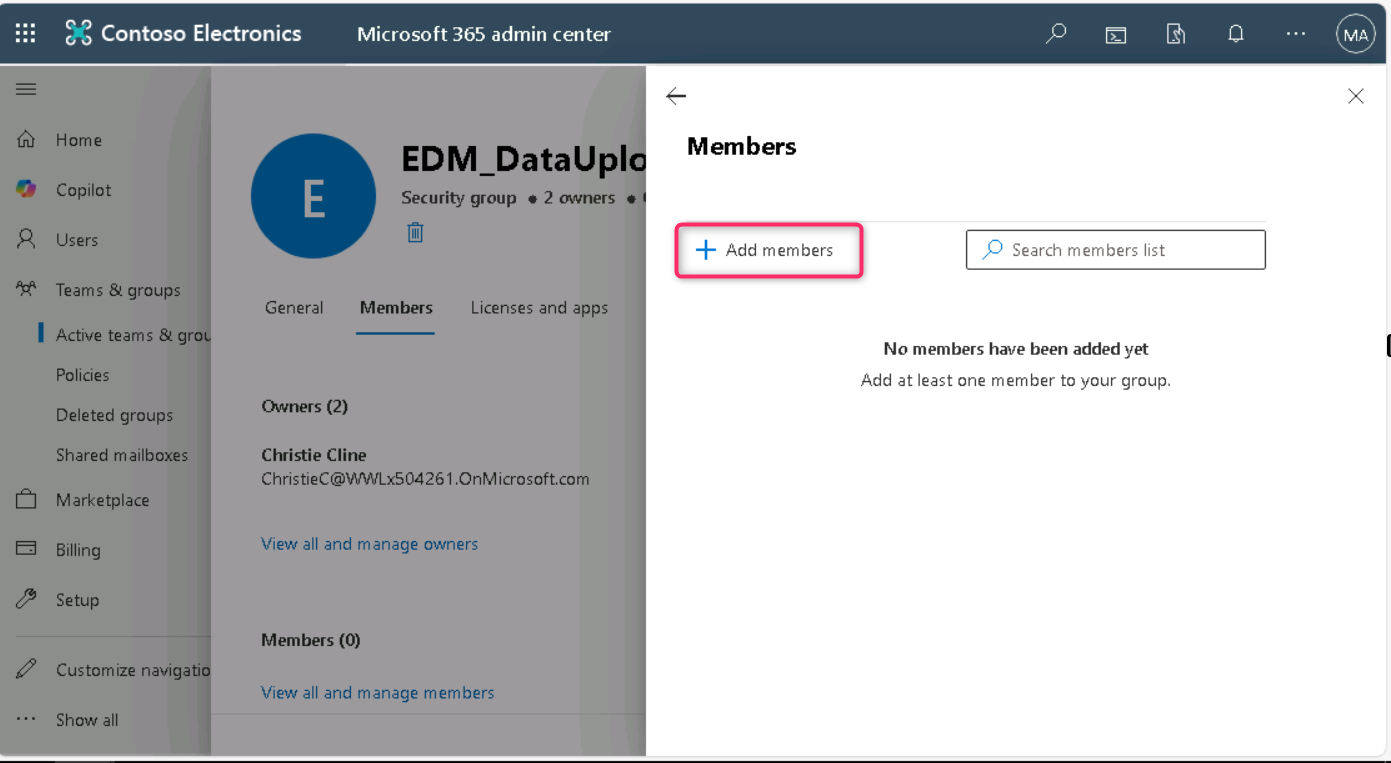 Contoso Electronics
Microsoft 365 admin center
MA
Home
Copilot
Users
Teams & groups
Active teams & grou
Policies
Deleted groups
Shared mailboxes
Marketplace
Billing
Setup
Customize navigatio
Show all
E
EDM_DataUplo
Security group • 2 owners •
General Members Licenses and apps
Owners (2)
Christie Cline
ChristieC@WWLx504261.OnMicrosoft.com
View all and manage owners
Members (0)
View all and manage members
Members
Add members
Search members list
No members have been added yet
Add at least one member to your group.